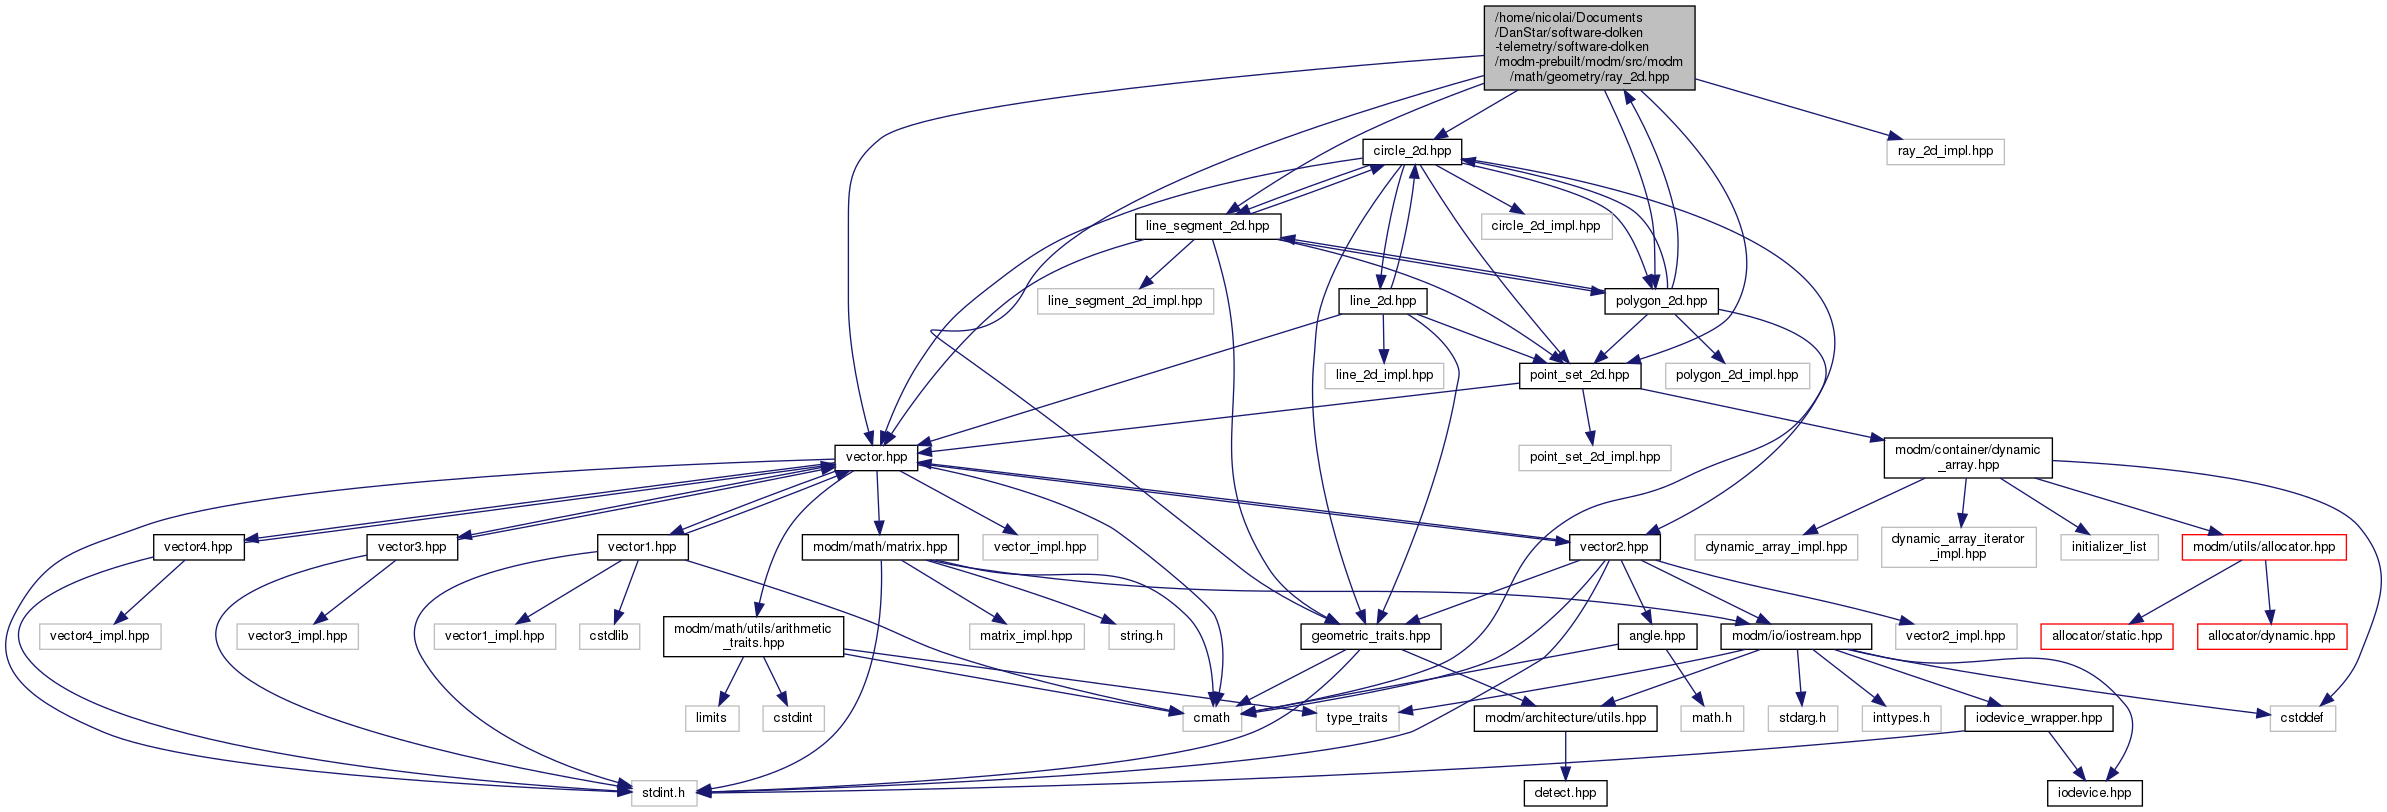 /home/nicolai/Documents
/DanStar/software-dolken
-telemetry/software-dolken
/modm-prebuilt/modm/src/modm
/math/geometry/ray_2d.hpp
circle_2d.hpp
ray_2d_impl.hpp
line_segment_2d.hpp
circle_2d_impl.hpp
line_segment_2d_impl.hpp
line_2d.hpp
polygon_2d.hpp
line_2d_impl.hpp
point_set_2d.hpp
polygon_2d_impl.hpp
vector.hpp
point_set_2d_impl.hpp
modm/container/dynamic
_array.hpp
vector4.hpp
vector3.hpp
vector1.hpp
modm/math/matrix.hpp
vector_impl.hpp
vector2.hpp
dynamic_array_impl.hpp
dynamic_array_iterator
_impl.hpp
initializer_list
modm/utils/allocator.hpp
vector4_impl.hpp
vector3_impl.hpp
vector1_impl.hpp
cstdlib
modm/math/utils/arithmetic
_traits.hpp
matrix_impl.hpp
string.h
geometric_traits.hpp
angle.hpp
modm/io/iostream.hpp
vector2_impl.hpp
allocator/static.hpp
allocator/dynamic.hpp
limits
cstdint
cmath
type_traits
modm/architecture/utils.hpp
math.h
stdarg.h
inttypes.h
iodevice_wrapper.hpp
cstddef
stdint.h
detect.hpp
iodevice.hpp